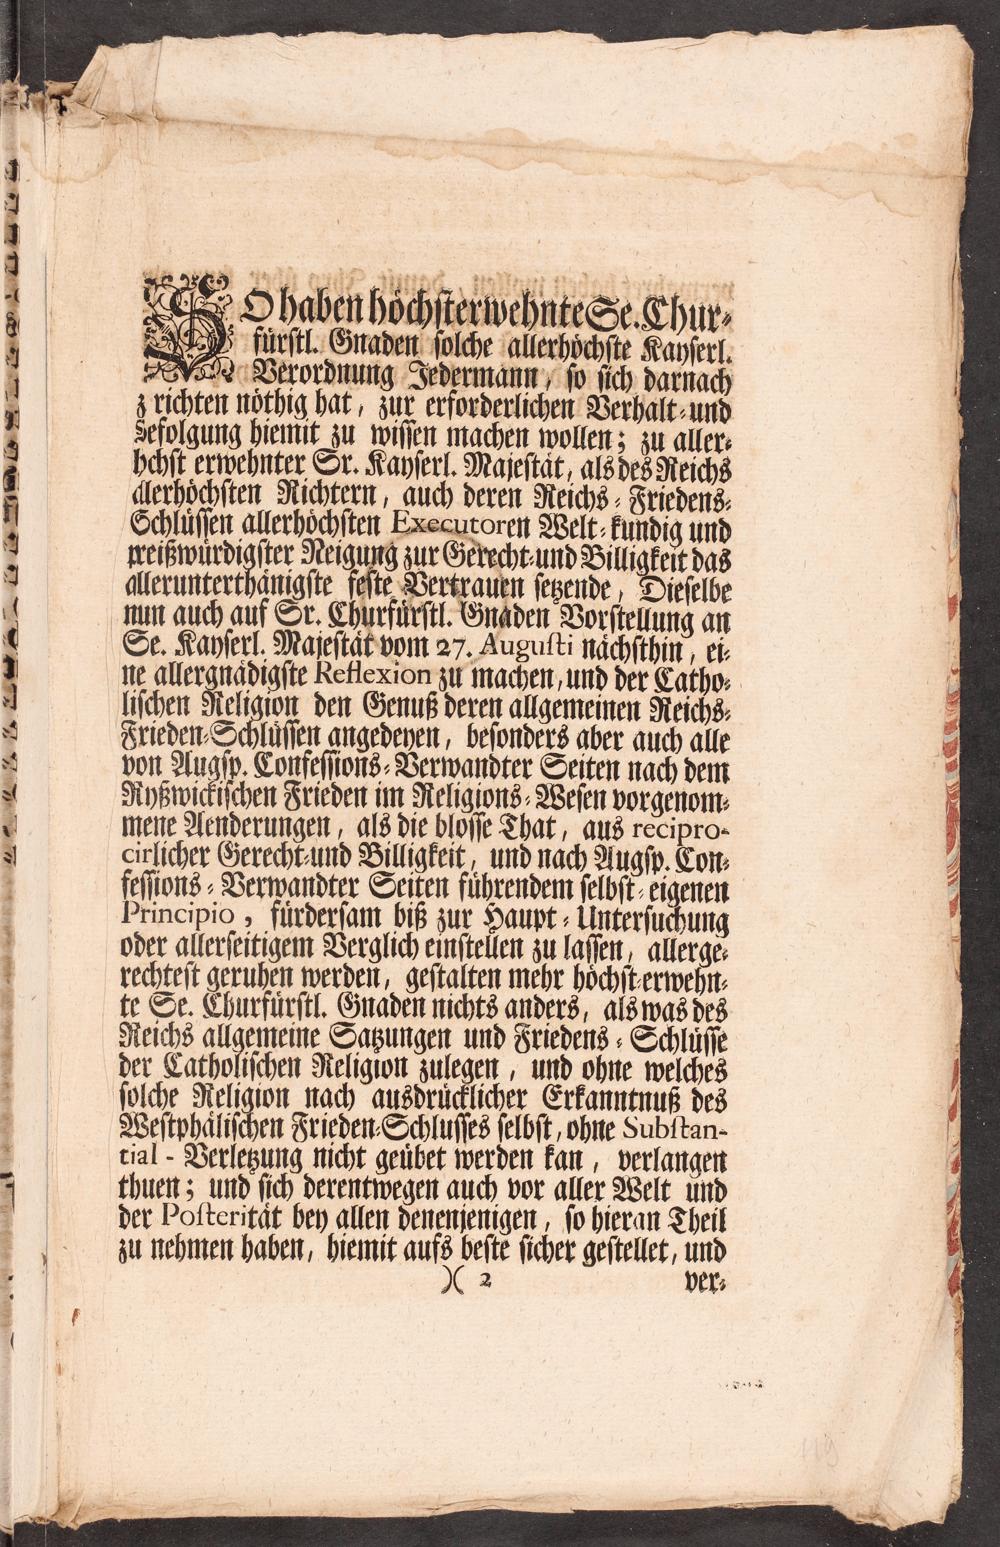 SO haben höchsterwehnte Se. Chur-
fürstl. Gnaden solche allerhöchste Kayserl.
Verordnung Jedermann, so sich darnach
z richten nöthig hat, zur erforderlichen Verhalt- und
Befolgung hiemit zu wissen machen wollen; zu aller-
hchst erwehnter Sr. Kayserl. Majestät, als des Reichs
allerhöchsten Richtern, auch deren Reichs-Friedens-
Schlüssen allerhöchsten Executoren Welt-kundig und
preißwürdigster Neigung zur Gerecht- und Billigkeit das
allerunterthänigste feste Vertrauen setzende, Dieselbe
nun auch auf Sr. Churfürstl. Gnaden Vorstellung an
Se. Kayserl. Majestät vom 27. Augusti nächsthin, ei-
ne allergnädigste Reflexion zu machen, und der Catho-
lischen Religion den Genuß deren allgemeinen Reichs-
Frieden-Schlüssen angedeyen, besonders aber auch alle
von Augsp. Confessions-Verwandter Seiten nach dem
Ryßwickischen Frieden im Religions-Wesen vorgenom-
mene Aenderungen, als die blosse That, aus recipro-
cirlicher Gerecht- und Billigkeit, und nach Augsp. Con-
fessions-Verwandter Seiten führendem selbst-eigenen
Principio, fürdersam biß zur Haupt-Untersuchung
oder allerseitigem Verglich einstellen zu lassen, allerge-
rechtest geruhen werden, gestalten mehr höchst-erwehn-
te Se. Churfürstl. Gnaden nichts anders, als was des
Reichs allgemeine Satzungen und Friedens-Schlüsse
der Catholischen Religion zulegen, und ohne welches
solche Religion nach ausdrücklicher Erkanntnuß des
Westphälischen Frieden-Schlusses selbst, ohne Substan-
tial-Verletzung nicht geübet werden kan, verlangen
thuen; und sich derentwegen auch vor aller Welt und
der Posterität bey allen denenjenigen, so hieran Theil
zu nehmen haben, hiemit aufs beste sicher gestellet, und
)( 2 ver-
119